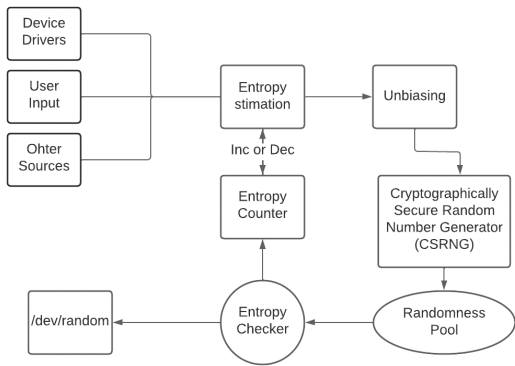 Device
Drivers
User
Input
Ohter
Sources
Entropy
stimation
Unbiasing
Inc or Dec
Entropy
Counter
Cryptographically
Secure Random
Number Generator
(CSRNG)
/dev/random
Entropy
Checker
Randomness
Pool